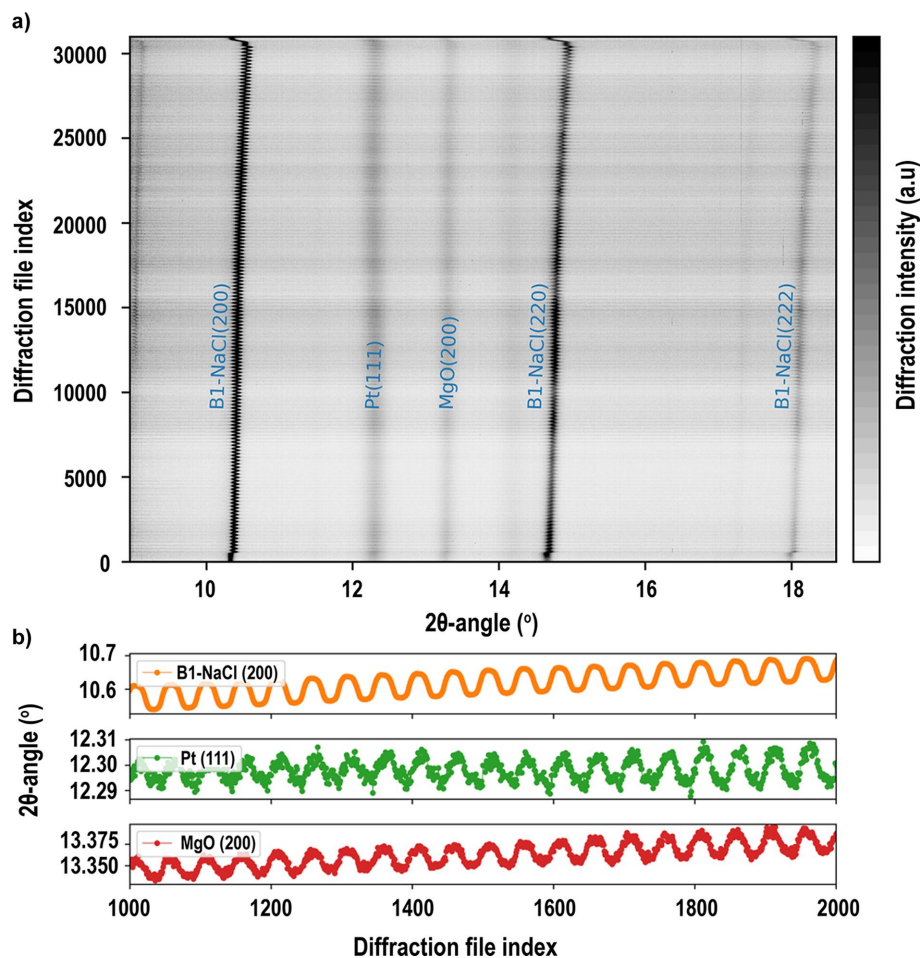 a)
30000
25000
20000
15000
10000
5000
0
Diffraction file index
B1-NaCl(200)
Pt(111)
MgO(200)
B1-NaCl(220)
B1-NaCl(222)
10
12
14
16
18
2θ-angle (o)
Diffraction intensity (a.u)
b)
10.7
10.6
B1-NaCl (200)
2θ-angle (o)
12.31
12.30
12.29
Pt (111)
13.375
13.350
MgO (200)
1000
1200
1400
1600
1800
2000
Diffraction file index